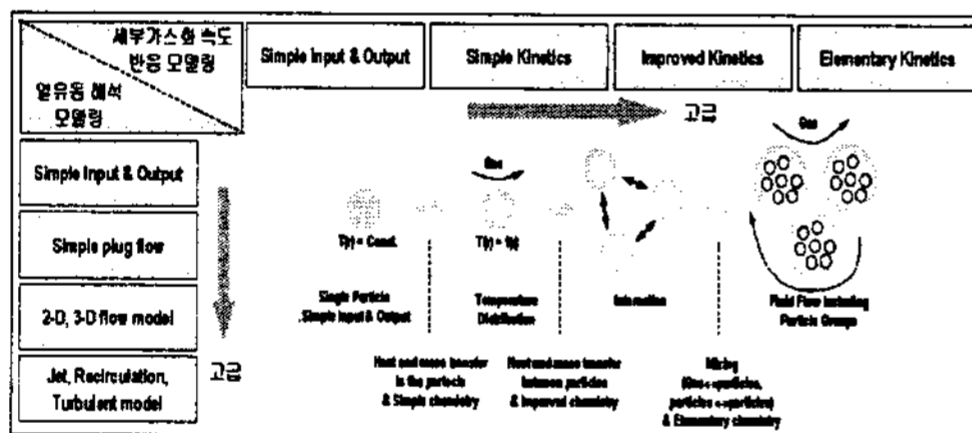 세부가스화 속도
반응 모델링
열유동 해석
모델링
Simple Input & Output
Simple Kinetics
Improved Kinetics
Elementary Kinetics
고급
Gas
Simple Input & Output
Simple plug flow
2-D, 3-D flow model
Jet, Recirculation,
Turbulent model
고급
Gas
T(r) = Const.
Single Particle
Simple Input & Output
Temperature
Distribution
Interaction
Fluid Flow including
Particle Groups
Heat and mass transfer
in the particle
& Simple chemistry
Heat and mass transfer
between particles
& Improved chemistry
Mixing
particles <->particles)
& Elementary chemistry